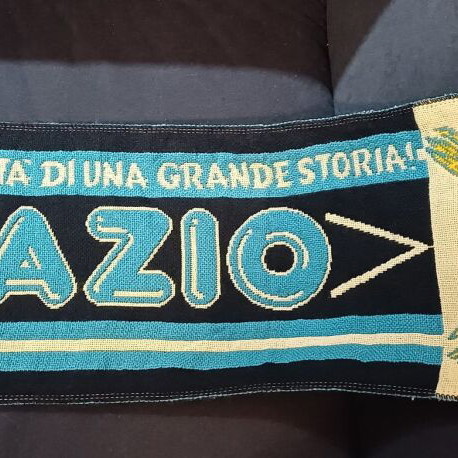 TA' DI UNA GRANDE STORIA!
AZIO